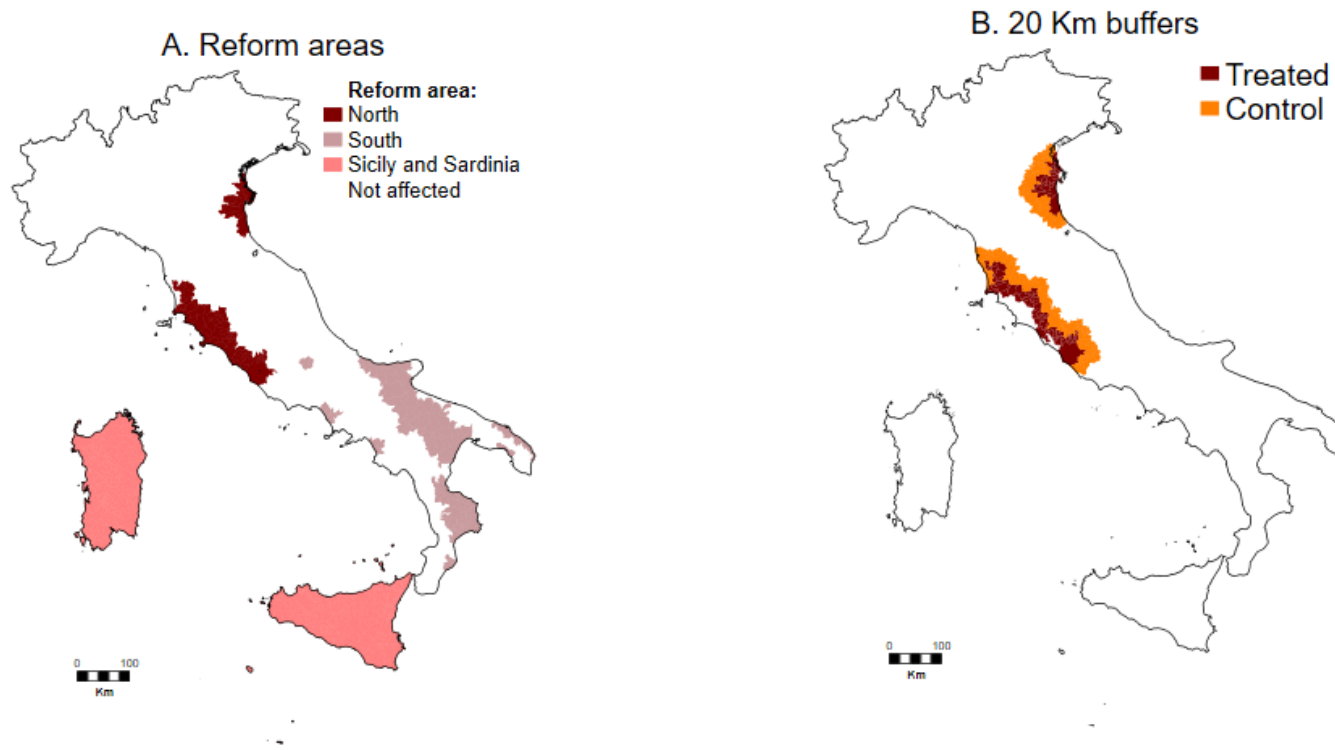 A. Reform areas
Reform area:
North
South
Sicily and Sardinia
Not affected
0 100
Km
B. 20 Km buffers
Treated
Control
0 100
Km